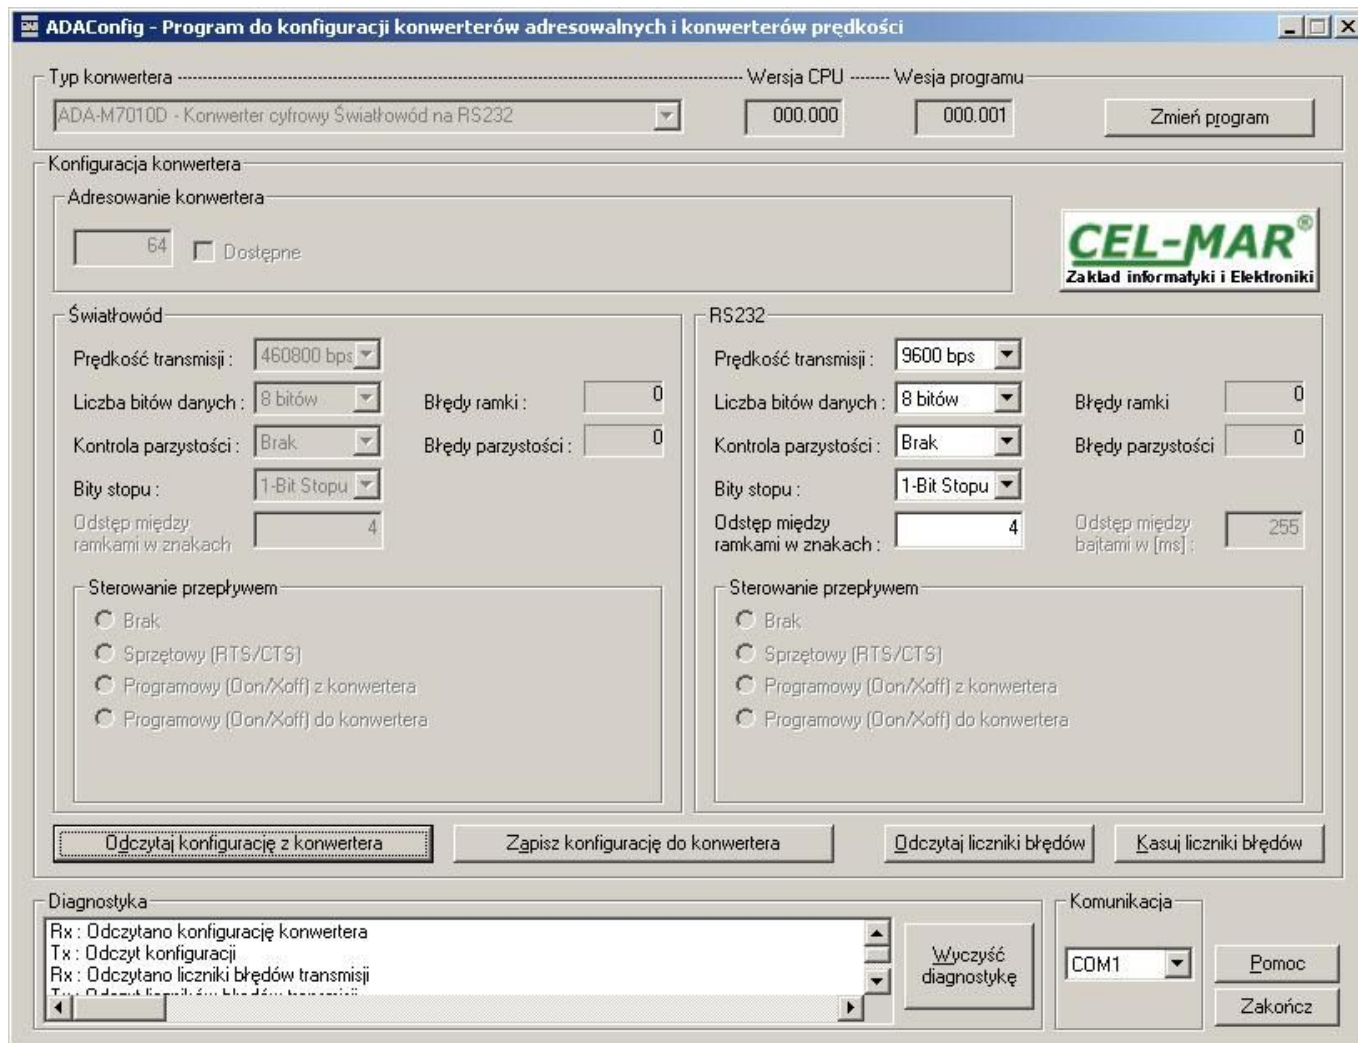 ADAConfig - Program do konfiguracji konwerterów adresowalnych i konwerterów prędkości
Typ konwertera ---------- Wersja CPU ------- Wesja programu
ADA-M7010D - Konwerter cyfrowy Światłowód na RS232
000.000
000.001
Zmień program
Konfiguracja konwertera
Adresowanie konwertera
64
Dostępne
CEL-MAR®
Zakład informatyki i Elektroniki
Światłowód
Prędkość transmisji : 460800 bps
Liczba bitów danych : 8 bitów
Błędy ramki : 0
Kontrola parzystości : Brak
Błędy parzystości : 0
Bity stopu : 1-Bit Stopu
Odstęp między
ramkami w znakach
4
Sterowanie przepływem
Brak
Sprzętowy (RTS/CTS)
Programowy (Oon/Xoff) z konwertera
Programowy (Oon/Xoff) do konwertera
RS232
Prędkość transmisji : 9600 bps
Liczba bitów danych : 8 bitów
Błędy ramki 0
Kontrola parzystości : Brak
Błędy parzystości 0
Bity stopu : 1-Bit Stopu
Odstęp między
ramkami w znakach :
4
Odstęp między
bajtami w [ms] :
255
Sterowanie przepływem
Brak
Sprzętowy (RTS/CTS)
Programowy (Oon/Xoff) z konwertera
Programowy (Oon/Xoff) do konwertera
Odczytaj konfigurację z konwertera
Zapisz konfigurację do konwertera
Odczytaj liczniki błędów
Kasuj liczniki błędów
Diagnostyka
Rx : Odczytano konfigurację konwertera
Tx : Odczyt konfiguracji
Rx : Odczytano liczniki błędów transmisji
Tx : Odczyt liczników błędów transmisji
Wyczyść
diagnostykę
Komunikacja
COM1
Pomoc
Zakończ